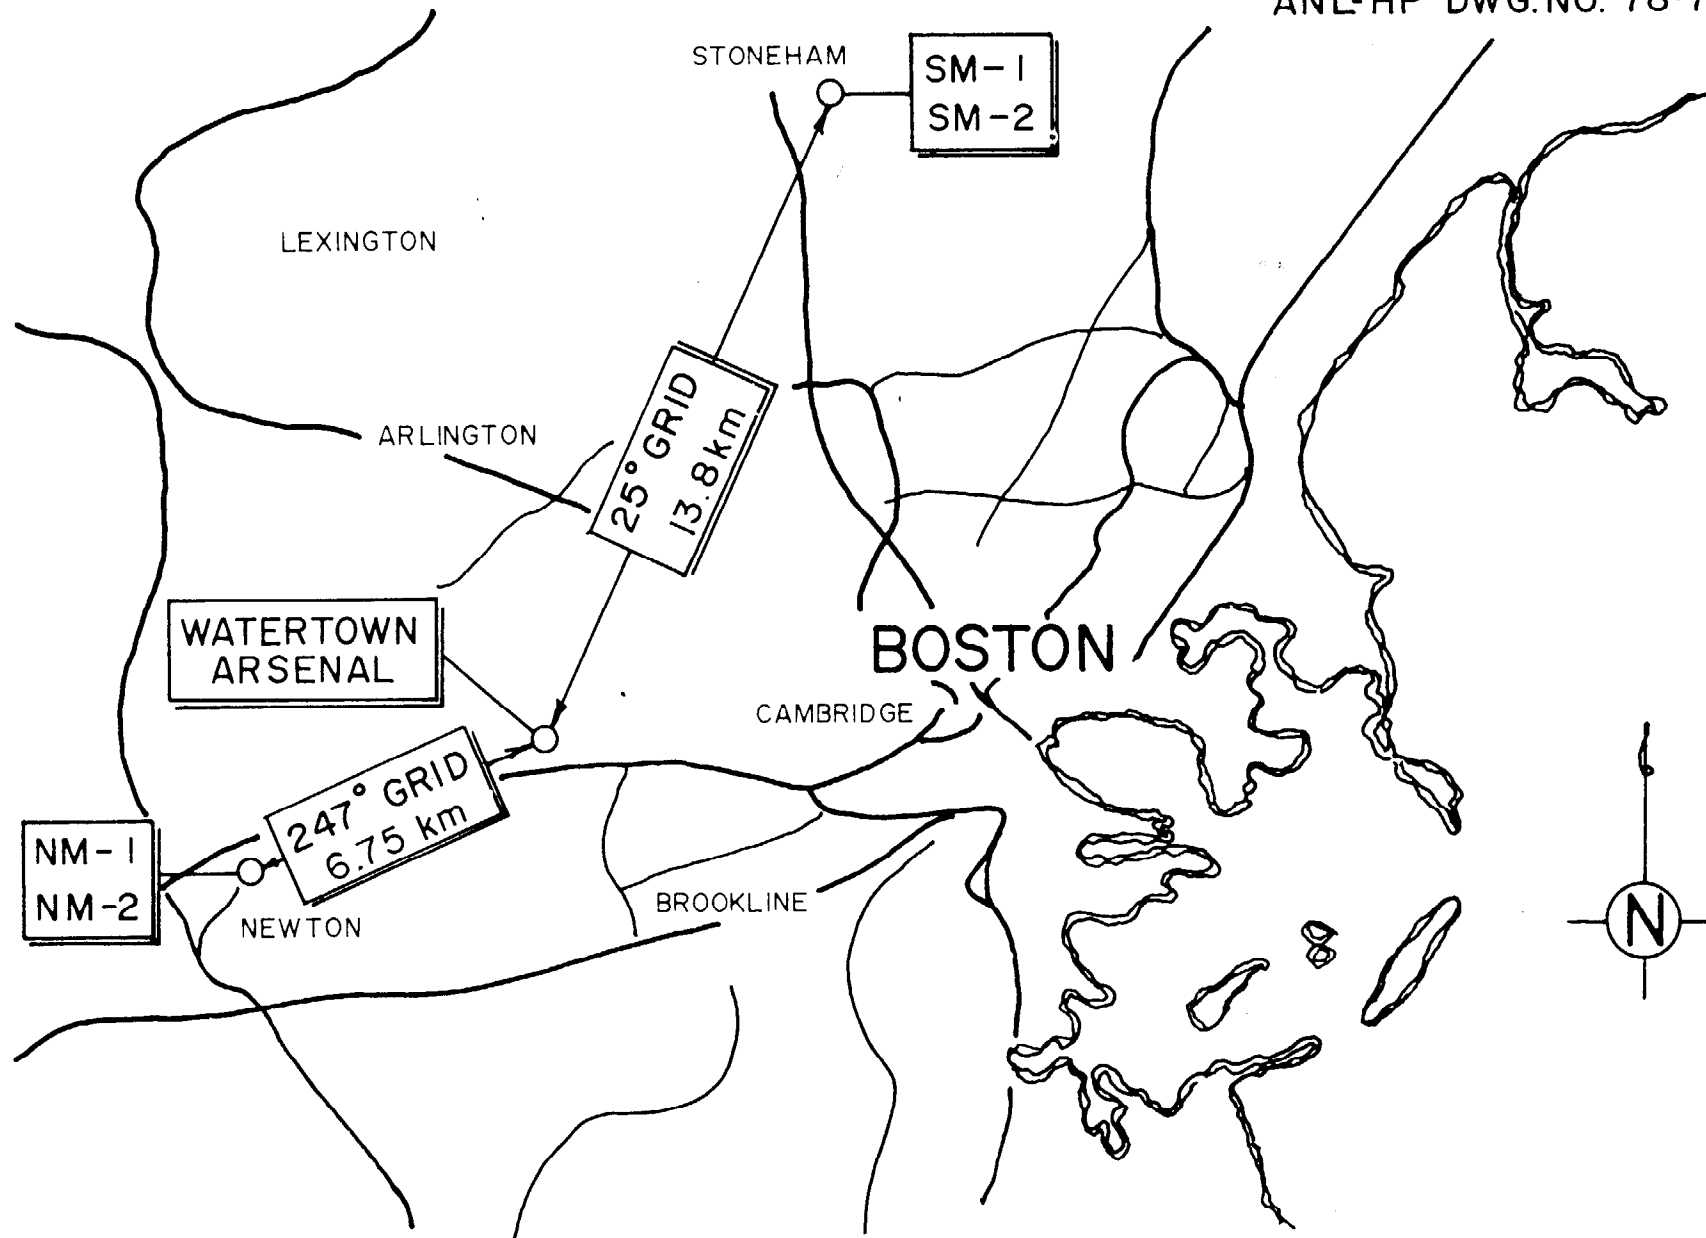 ANL-HP DWG. NO. 78-7
STONEHAM
SM-1
SM-2
LEXINGTON
ARLINGTON
25° GRID
13.8 km
WATERTOWN
ARSENAL
BOSTON
CAMBRIDGE
247° GRID
6.75 km
NM-1
NM-2
NEWTON
BROOKLINE
N